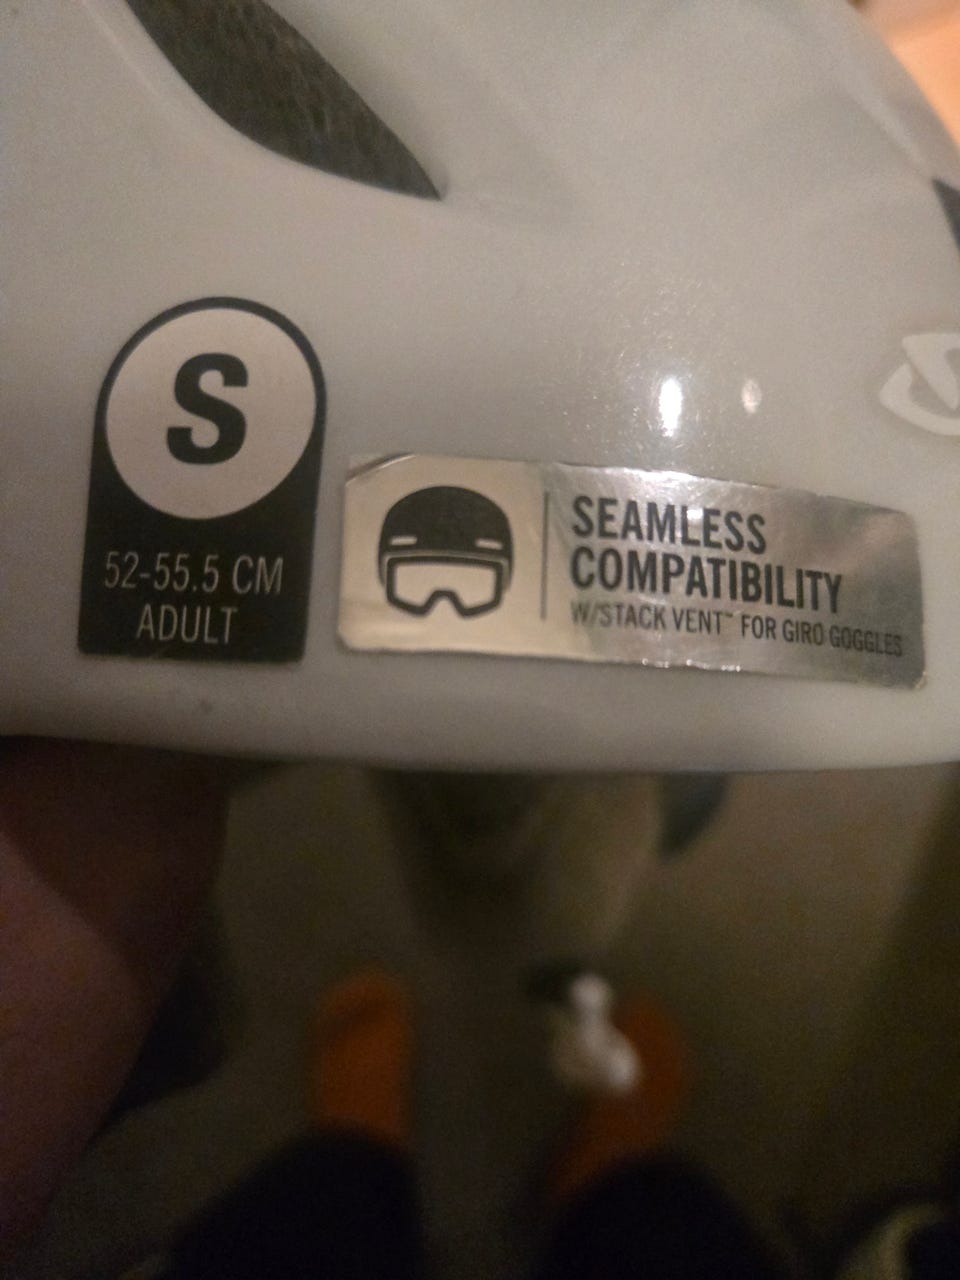 S
52-55.5 CM
ADULT
SEAMLESS
COMPATIBILITY
W/STACK VENT™ FOR GIRO GOGGLES